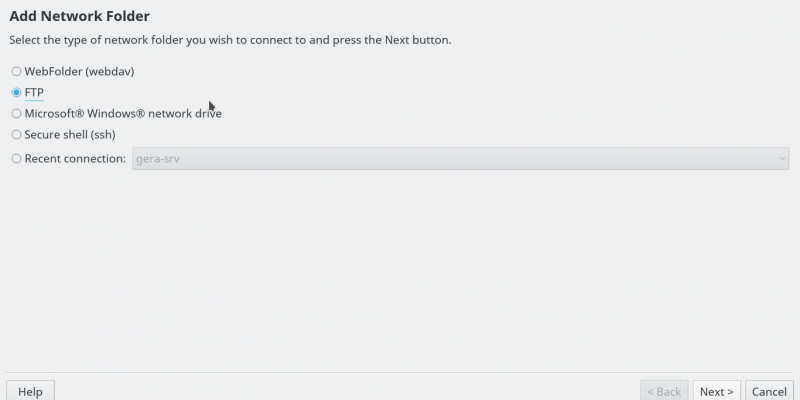 Add Network Folder
Select the type of network folder you wish to connect to and press the Next button.
WebFolder (webdav)
FTP
Microsoft® Windows® network drive
Secure shell (ssh)
Recent connection: gera-srv
Help < Back Next > Cancel